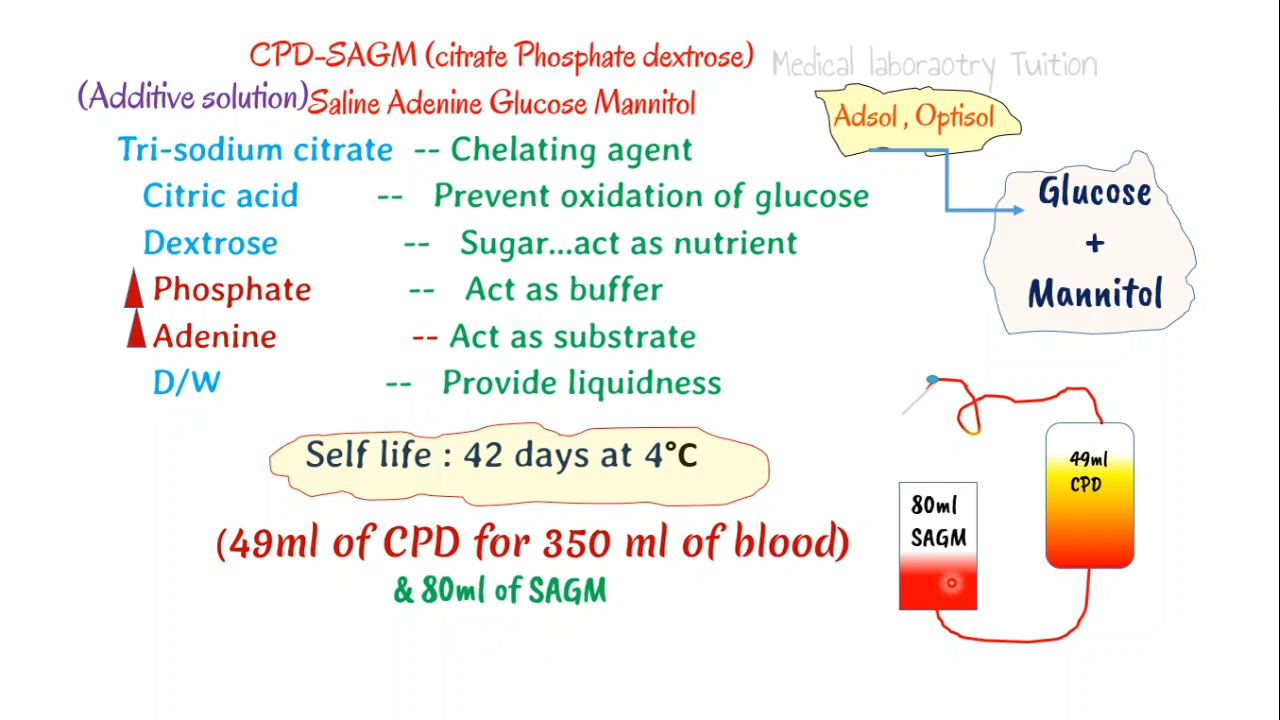 CPD-SAGM (citrate Phosphate dextrose)
Medical laboraotry Tuition
(Additive solution) Saline Adenine Glucose Mannitol
Adsol , Optisol
Tri-sodium citrate -- Chelating agent
Citric acid -- Prevent oxidation of glucose
Dextrose -- Sugar...act as nutrient
Phosphate -- Act as buffer
Adenine -- Act as substrate
D/W -- Provide liquidness
Glucose
+
Mannitol
Self life : 42 days at 4°C
(49ml of CPD for 350 ml of blood)
& 80ml of SAGM
49ml
CPD
80ml
SAGM